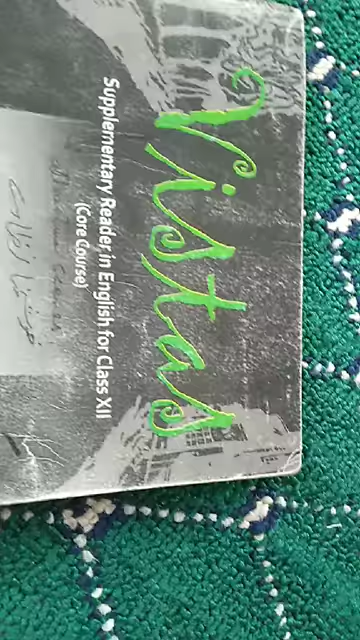 Vistas
Supplementary Reader in English for Class XII
(Core Course)